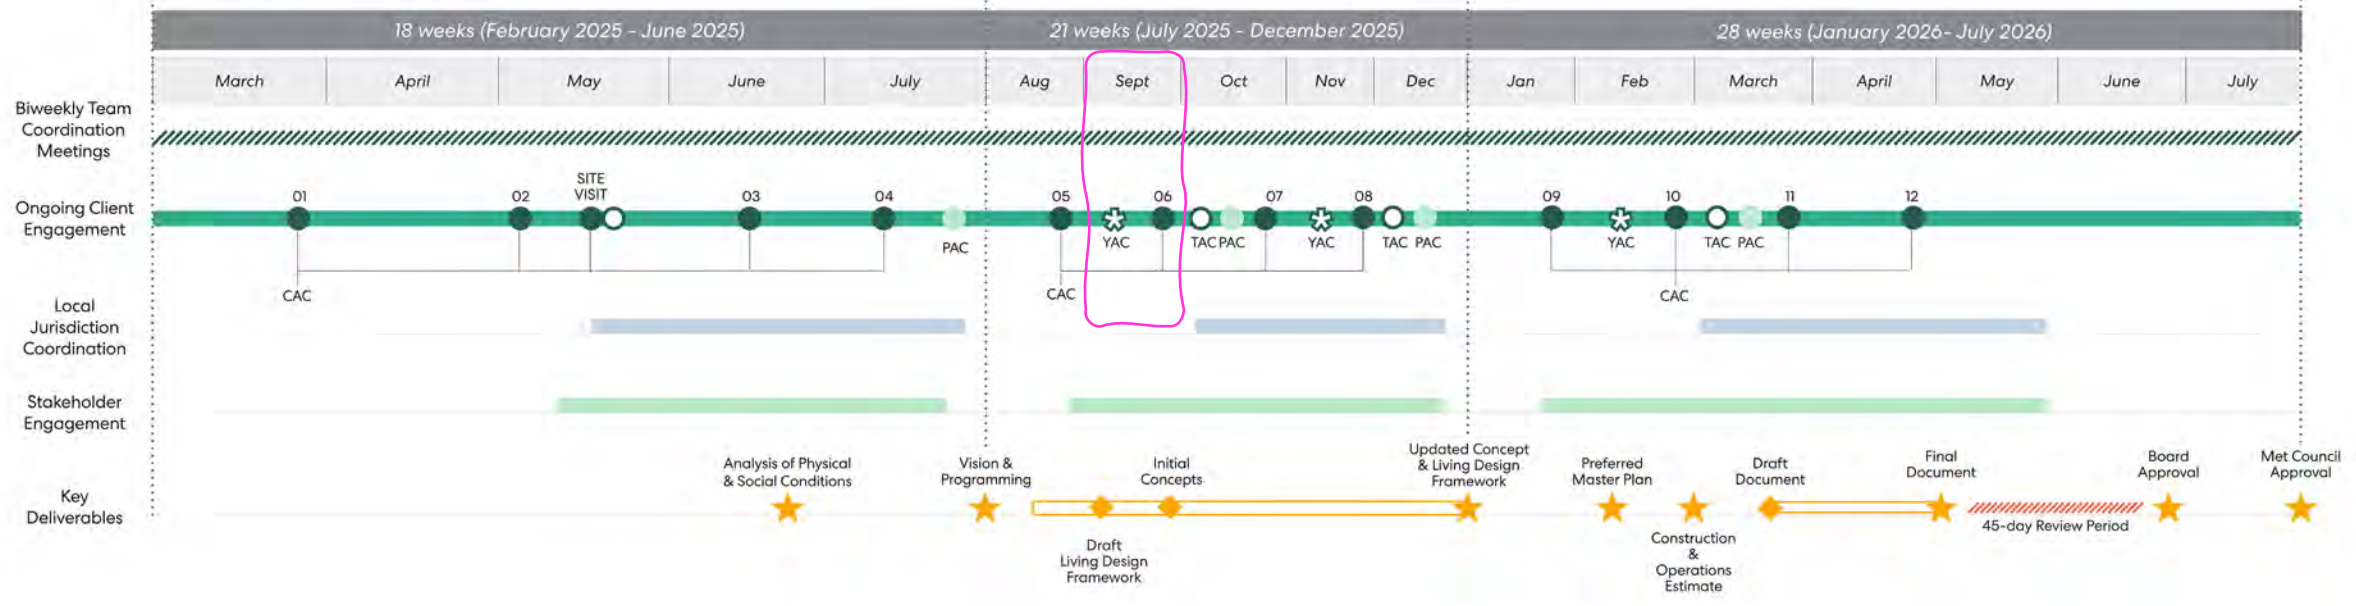 18 weeks (February 2025 - June 2025)
21 weeks (July 2025 - December 2025)
28 weeks (January 2026- July 2026)
March
April
May
June
July
Aug
Sept
Oct
Nov
Dec
Jan
Feb
March
April
May
June
July
Biweekly Team
Coordination
Meetings
Ongoing Client
Engagement
01
02
SITE
VISIT
03
04
05
06
07
08
09
10
11
12
PAC
YAC
TAC
PAC
YAC
TAC
PAC
YAC
TAC
PAC
CAC
CAC
CAC
Local
Jurisdiction
Coordination
Stakeholder
Engagement
Key
Deliverables
Analysis of Physical
& Social Conditions
Vision &
Programming
Draft
Living Design
Framework
Initial
Concepts
Updated Concept
& Living Design
Framework
Preferred
Master Plan
Construction
&
Operations
Estimate
Draft
Document
Final
Document
45-day Review Period
Board
Approval
Met Council
Approval